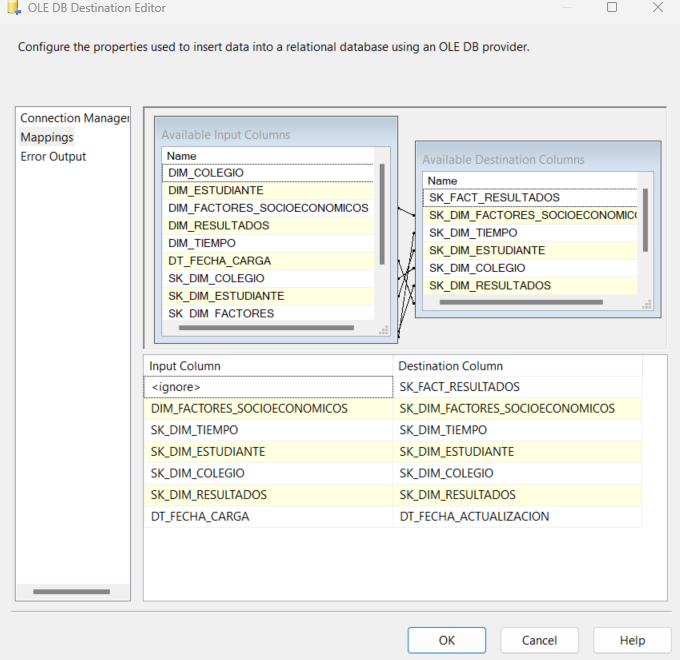 OLE DB Destination Editor
Configure the properties used to insert data into a relational database using an OLE DB provider.
Connection Manager
Mappings
Error Output
Available Input Columns
Name
DIM_COLEGIO
DIM_ESTUDIANTE
DIM_FACTORES_SOCIOECONOMICOS
DIM_RESULTADOS
DIM_TIEMPO
DT_FECHA_CARGA
SK_DIM_COLEGIO
SK_DIM_ESTUDIANTE
SK_DIM_FACTORES
Available Destination Columns
Name
SK_FACT_RESULTADOS
SK_DIM_FACTORES_SOCIOECONOMIC
SK_DIM_TIEMPO
SK_DIM_ESTUDIANTE
SK_DIM_COLEGIO
SK_DIM_RESULTADOS
Input Column Destination Column
<ignore> SK_FACT_RESULTADOS
DIM_FACTORES_SOCIOECONOMICOS SK_DIM_FACTORES_SOCIOECONOMICOS
SK_DIM_TIEMPO SK_DIM_TIEMPO
SK_DIM_ESTUDIANTE SK_DIM_ESTUDIANTE
SK_DIM_COLEGIO SK_DIM_COLEGIO
SK_DIM_RESULTADOS SK_DIM_RESULTADOS
DT_FECHA_CARGA DT_FECHA_ACTUALIZACION
OK Cancel Help